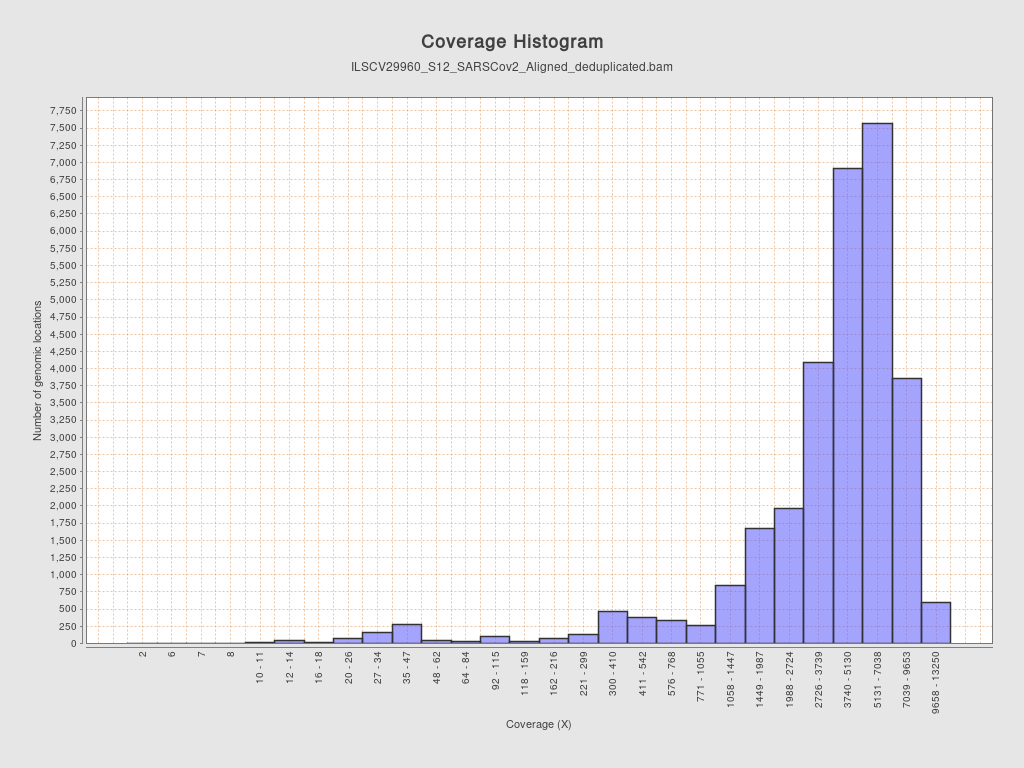 Coverage Histogram
ILSCV29960_S12_SARSCov2_Aligned_deduplicated.bam
Number of genomic locations
7,750
7,500
7,250
7,000
6,750
6,500
6,250
6,000
5,750
5,500
5,250
5,000
4,750
4,500
4,250
4,000
3,750
3,500
3,250
3,000
2,750
2,500
2,250
2,000
1,750
1,500
1,250
1,000
750
500
250
0
2
6
7
8
10 - 11
12 - 14
16 - 18
20 - 26
27 - 34
35 - 47
48 - 62
64 - 84
92 - 115
118 - 159
162 - 216
221 - 299
300 - 410
411 - 542
576 - 768
771 - 1055
1058 - 1447
1449 - 1987
1988 - 2724
2726 - 3739
3740 - 5130
5131 - 7038
7039 - 9653
9658 - 13250
Coverage (X)